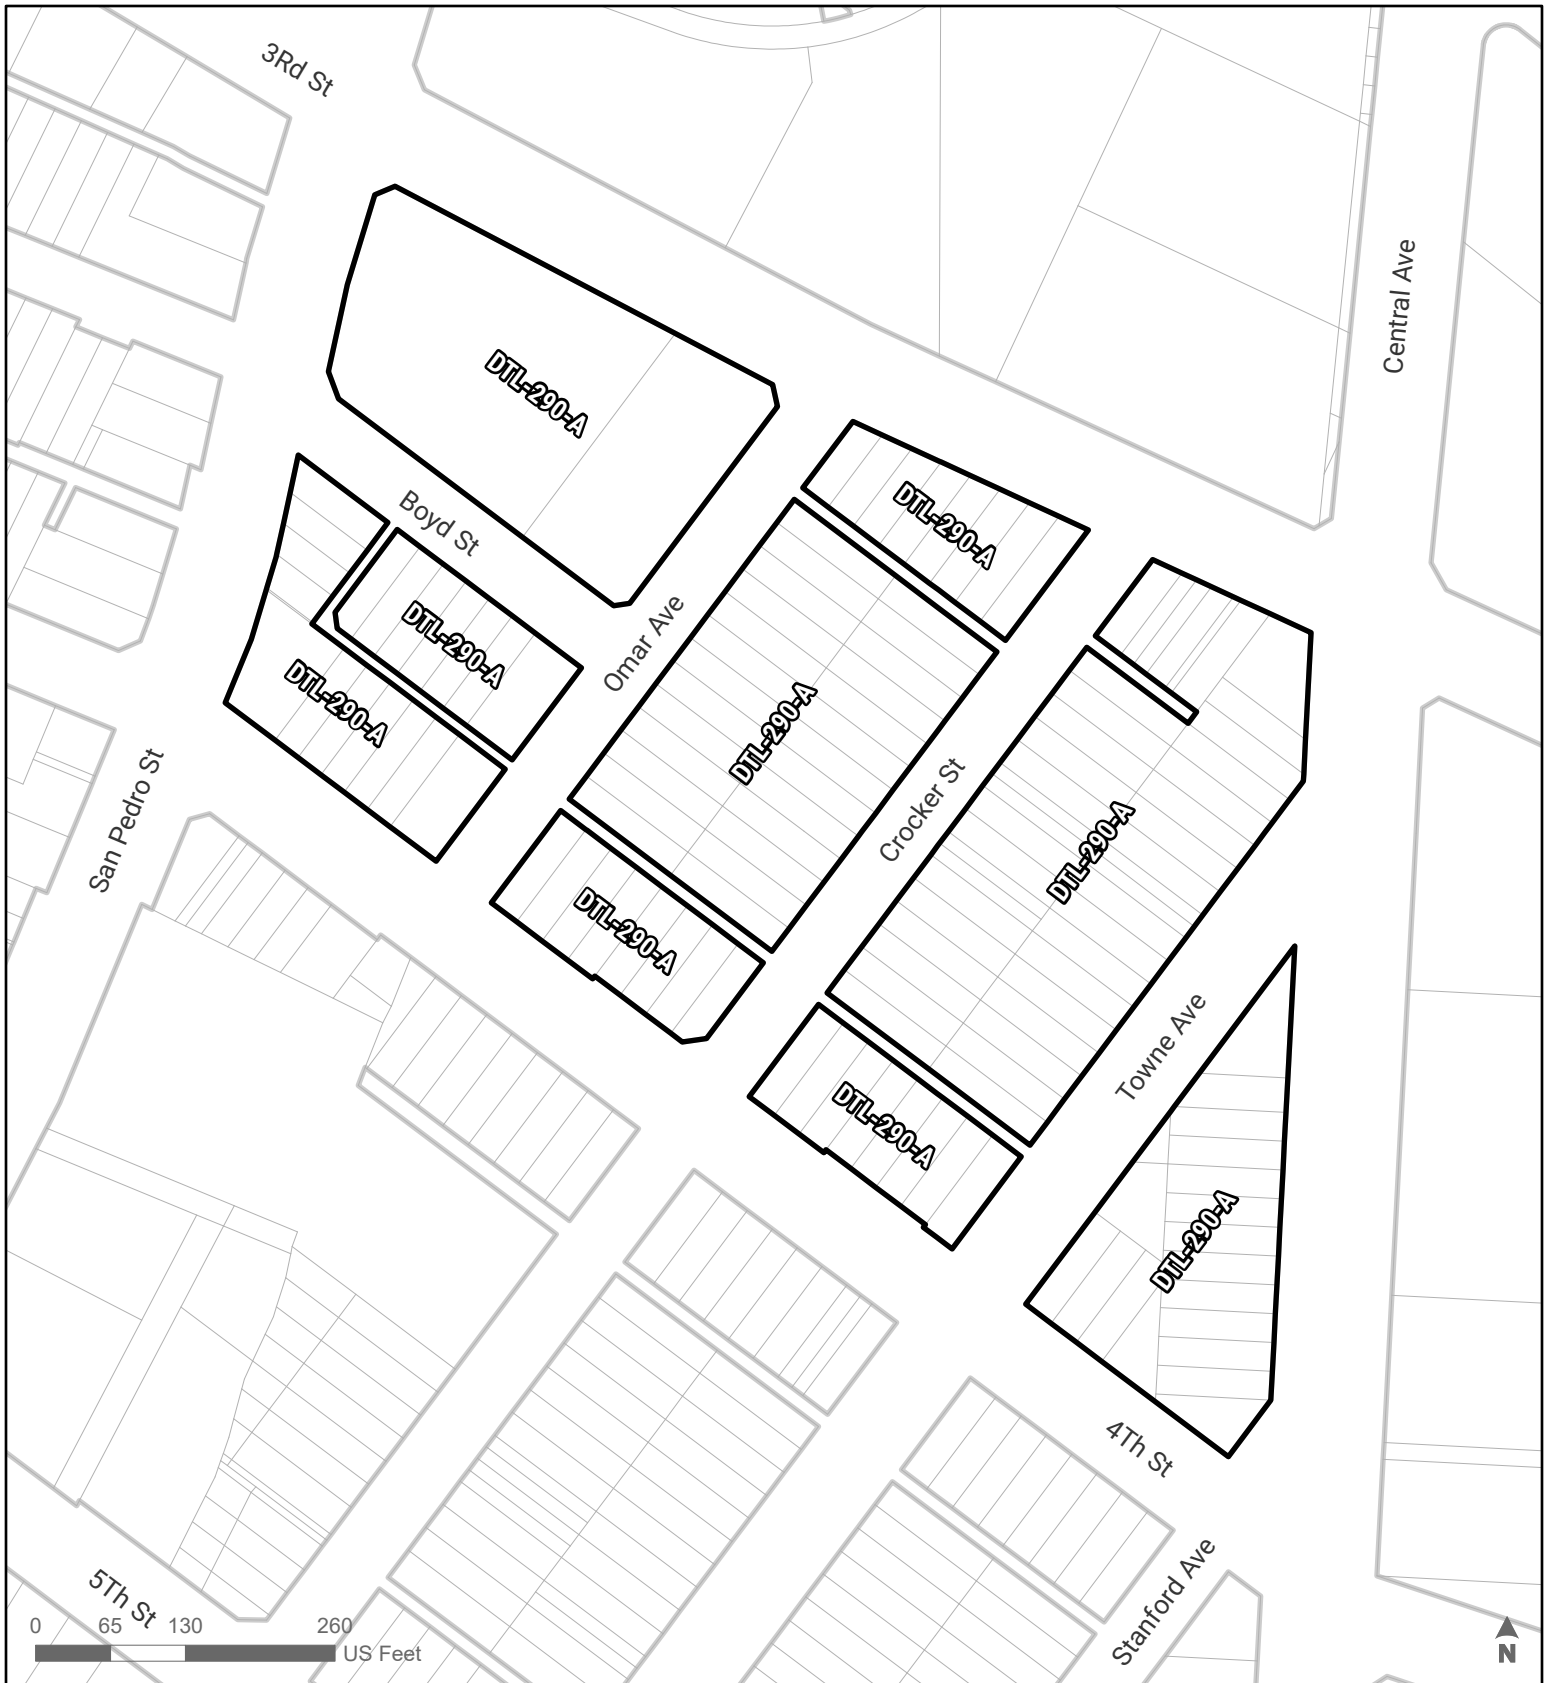 3Rd St
Central Ave
DTL-290-A
DTL-290-A
Boyd St
DTL-290-A
Omar Ave
DTL-290-A
DTL-290-A
San Pedro St
Crocker St
DTL-290-A
DTL-290-A
Towne Ave
DTL-290-A
DTL-290-A
4Th St
Stanford Ave
5Th St
0 65 130 260
US Feet
N